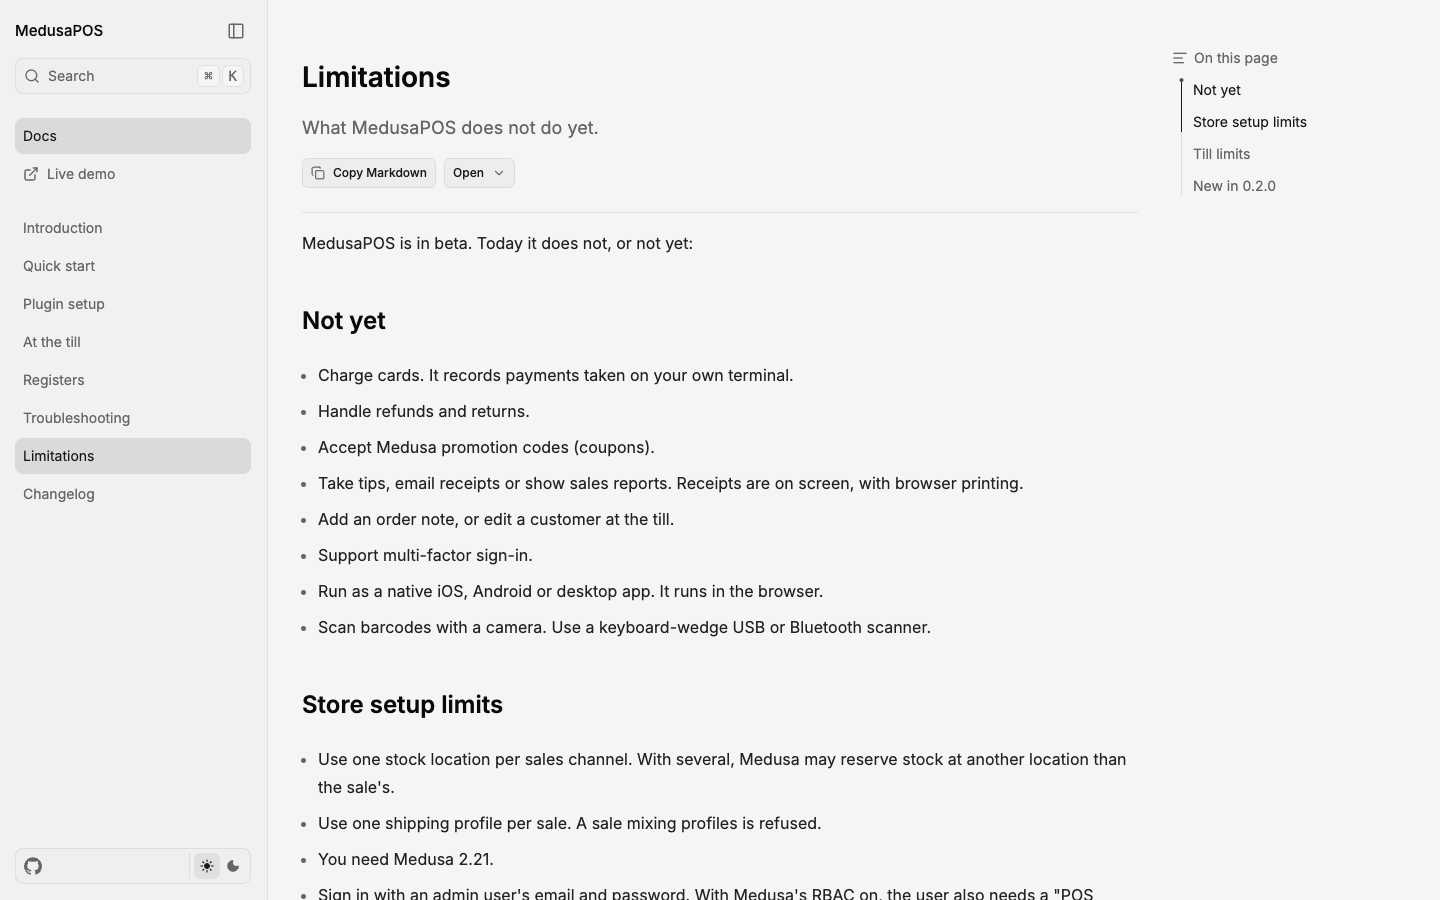 MedusaPOS
Search
⌘ K
Docs
Live demo
Introduction
Quick start
Plugin setup
At the till
Registers
Troubleshooting
Limitations
Changelog
Limitations
What MedusaPOS does not do yet.
Copy Markdown
Open
MedusaPOS is in beta. Today it does not, or not yet:
Not yet
Charge cards. It records payments taken on your own terminal.
Handle refunds and returns.
Accept Medusa promotion codes (coupons).
Take tips, email receipts or show sales reports. Receipts are on screen, with browser printing.
Add an order note, or edit a customer at the till.
Support multi-factor sign-in.
Run as a native iOS, Android or desktop app. It runs in the browser.
Scan barcodes with a camera. Use a keyboard-wedge USB or Bluetooth scanner.
Store setup limits
Use one stock location per sales channel. With several, Medusa may reserve stock at another location than
the sale's.
Use one shipping profile per sale. A sale mixing profiles is refused.
You need Medusa 2.21.
Sign in with an admin user's email and password. With Medusa's RBAC on, the user also needs a "POS
On this page
Not yet
Store setup limits
Till limits
New in 0.2.0